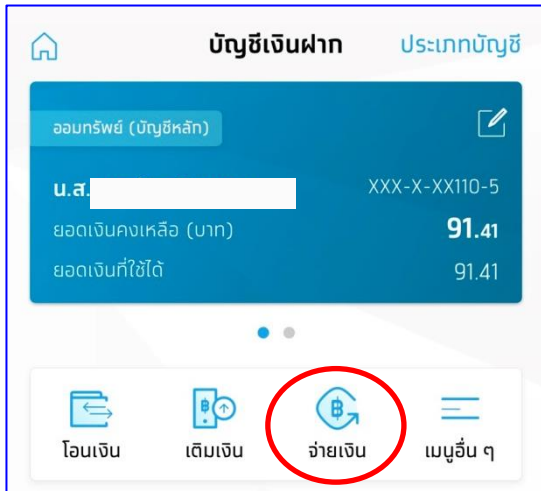 บัญชีเงินฝาก ประเภทบัญชี
ออมทรัพย์ (บัญชีหลัก)
น.ส. XXX-X-XX110-5
ยอดเงินคงเหลือ (บาท) 91.41
ยอดเงินที่ใช้ได้ 91.41
โอนเงิน เติมเงิน จ่ายเงิน เมนูอื่น ๆ